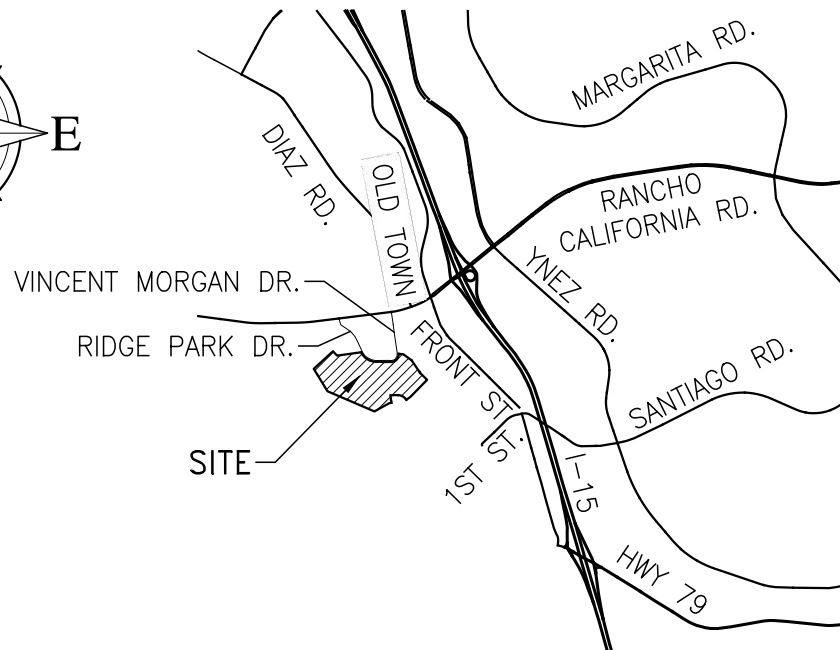 MARGARITA RD.
E
DIAZ RD.
OLD TOWN
RANCHO
CALIFORNIA RD.
VINCENT MORGAN DR.
YNEZ RD.
RIDGE PARK DR.
FRONT ST.
SANTIAGO RD.
SITE
1ST ST.
I-15
HWY 79